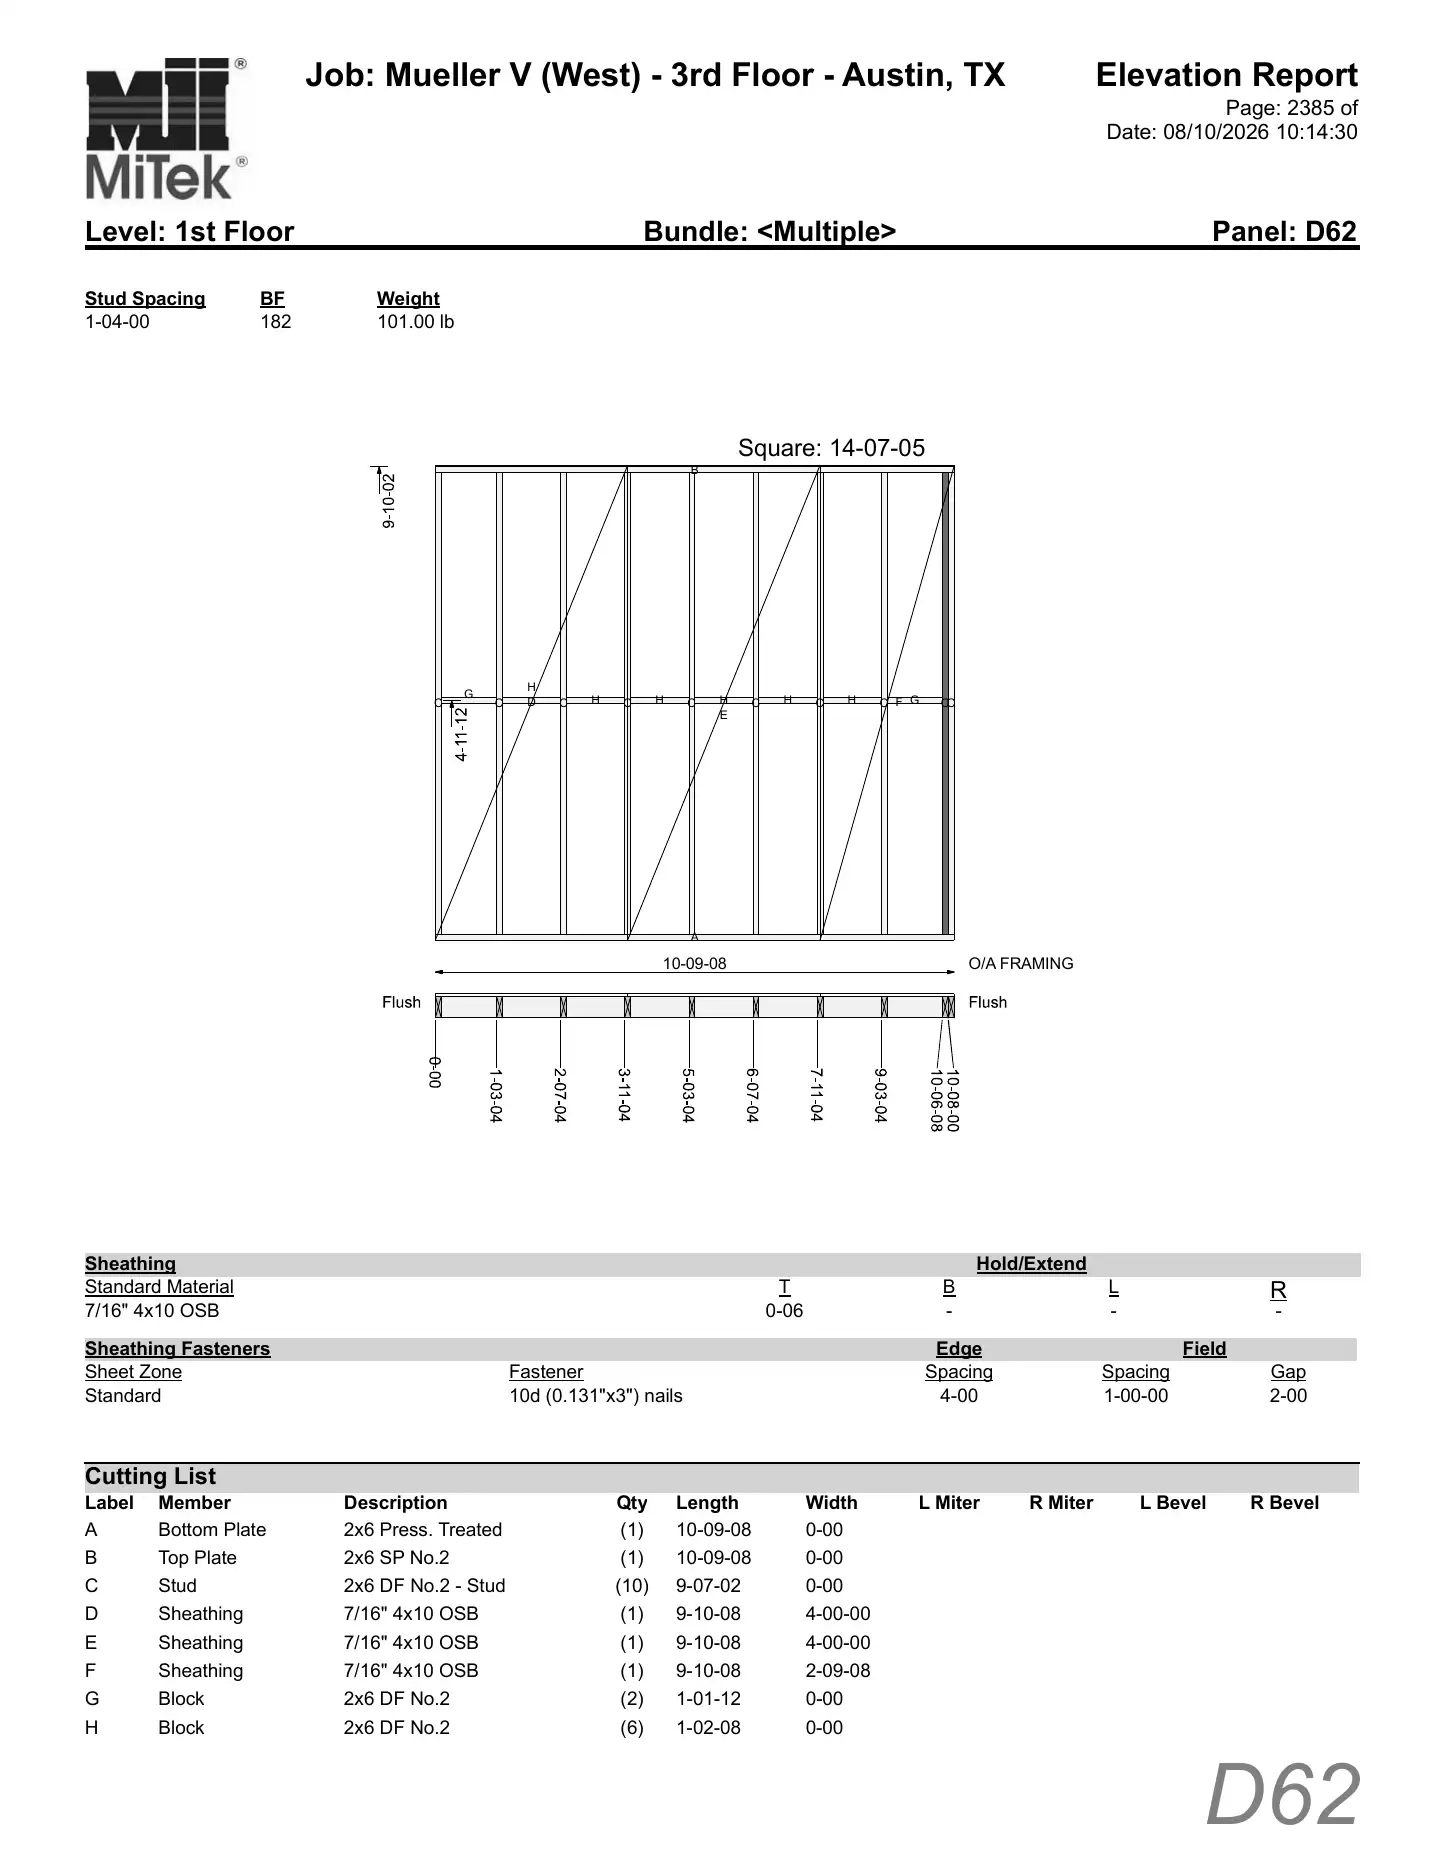 Job: Mueller V (West) - 3rd Floor - Austin, TX
Elevation Report
Page: 2385 of
Date: 08/10/2026 10:14:30
MiTek®
Level: 1st Floor Bundle: <Multiple> Panel: D62
Stud Spacing BF Weight
1-04-00 182 101.00 lb
Square: 14-07-05
9-10-02
B
G H D H H H E H H F G
4-11-12
A
10-09-08 O/A FRAMING
Flush Flush
0-00 1-03-04 2-07-04 3-11-04 5-03-04 6-07-04 7-11-04 9-03-04 10-06-08 10-08-00
Sheathing Hold/Extend
Standard Material T B L R
7/16" 4x10 OSB 0-06 - - -
Sheathing Fasteners Edge Field
Sheet Zone Fastener Spacing Spacing Gap
Standard 10d (0.131"x3") nails 4-00 1-00-00 2-00
Cutting List
Label Member Description Qty Length Width L Miter R Miter L Bevel R Bevel
A Bottom Plate 2x6 Press. Treated (1) 10-09-08 0-00
B Top Plate 2x6 SP No.2 (1) 10-09-08 0-00
C Stud 2x6 DF No.2 - Stud (10) 9-07-02 0-00
D Sheathing 7/16" 4x10 OSB (1) 9-10-08 4-00-00
E Sheathing 7/16" 4x10 OSB (1) 9-10-08 4-00-00
F Sheathing 7/16" 4x10 OSB (1) 9-10-08 2-09-08
G Block 2x6 DF No.2 (2) 1-01-12 0-00
H Block 2x6 DF No.2 (6) 1-02-08 0-00
D62